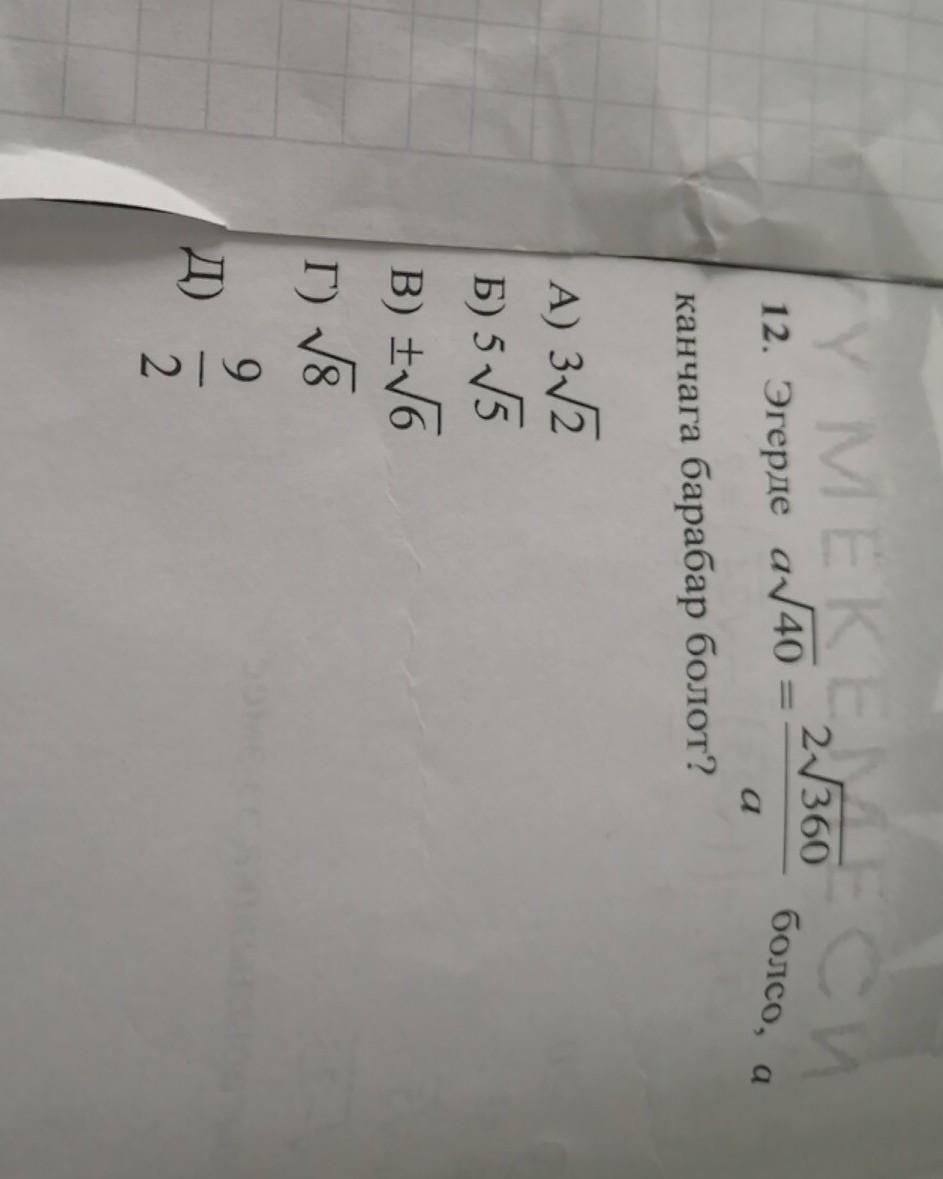 12. Эгерде a√40 = 2√360/a болсо, a
канчага барабар болот?
А) 3√2
Б) 5√5
В) ±√6
Г) √8
Д) 9/2